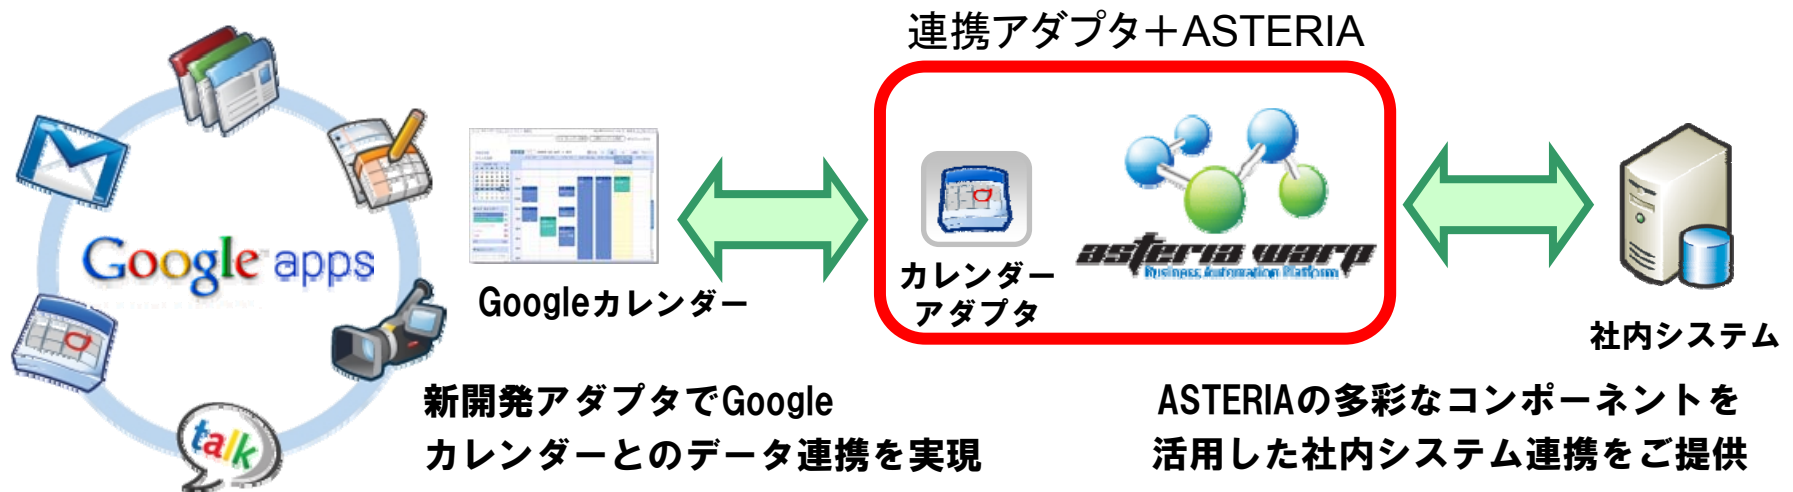 連携アダプタ＋ASTERIA
Google apps
talk
Googleカレンダー
カレンダー
アダプタ
asteria warp
Business Automation Platform
社内システム
新開発アダプタでGoogle
カレンダーとのデータ連携を実現
ASTERIAの多彩なコンポーネントを
活用した社内システム連携をご提供